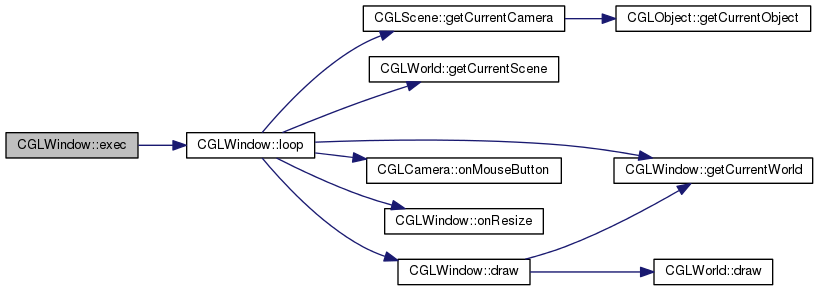 CGLWindow::exec
CGLWindow::loop
CGLScene::getCurrentCamera
CGLObject::getCurrentObject
CGLWorld::getCurrentScene
CGLWindow::getCurrentWorld
CGLCamera::onMouseButton
CGLWindow::onResize
CGLWindow::draw
CGLWorld::draw